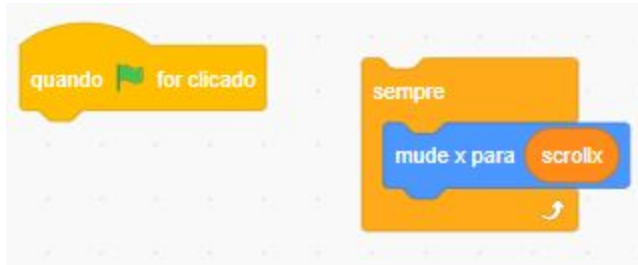 quando for clicado
sempre
mude x para scrollx